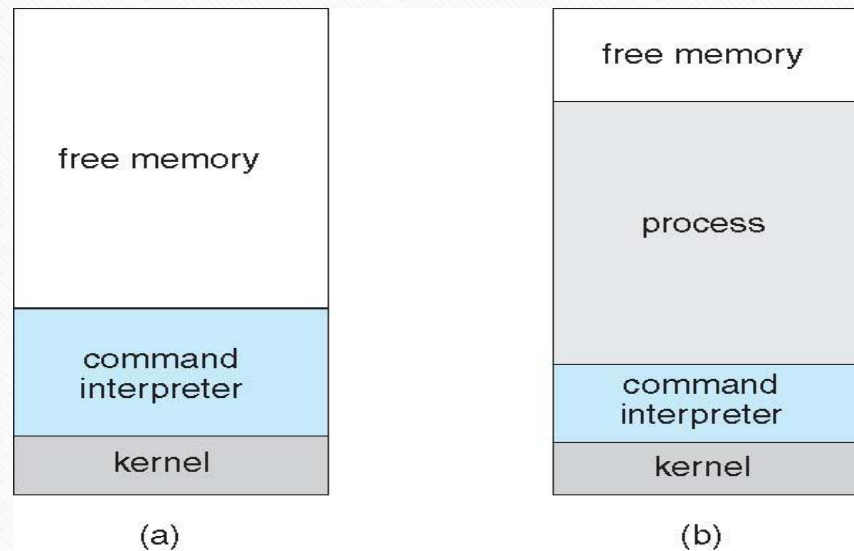 free memory
command
interpreter
kernel
(a)
free memory
process
command
interpreter
kernel
(b)